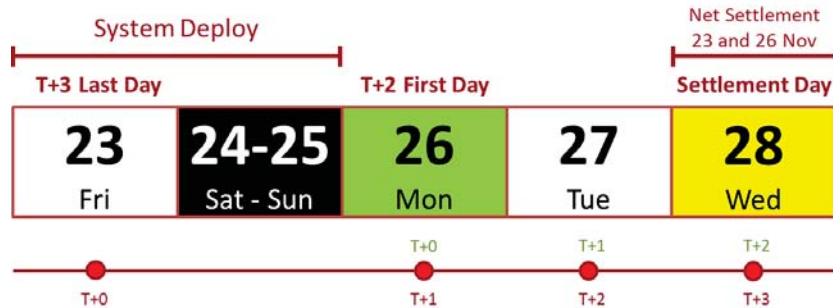 System Deploy
Net Settlement
23 and 26 Nov
T+3 Last Day
T+2 First Day
Settlement Day
23
24-25
26
27
28
Fri
Sat - Sun
Mon
Tue
Wed
T+0
T+1
T+2
T+0
T+1
T+2
T+3